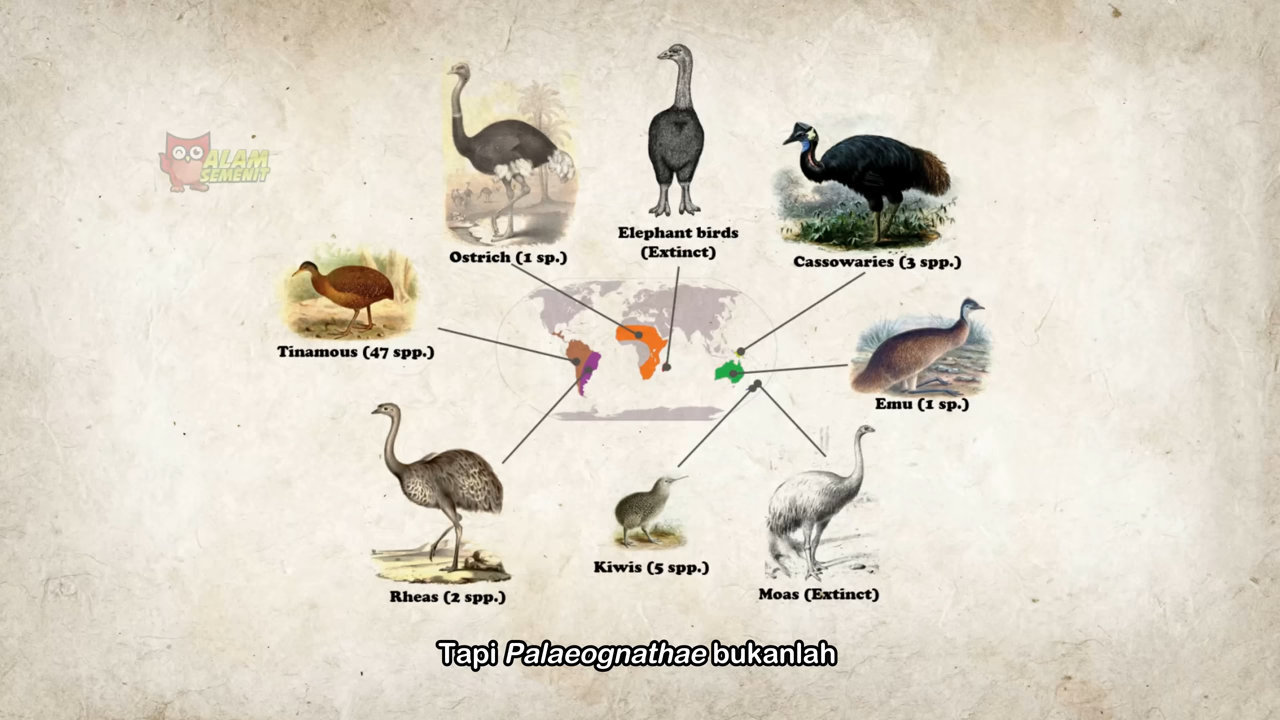 ALAM
SEMENIT
Ostrich (1 sp.)
Elephant birds
(Extinct)
Cassowaries (3 spp.)
Tinamous (47 spp.)
Emu (1 sp.)
Rheas (2 spp.)
Kiwis (5 spp.)
Moas (Extinct)
Tapi Palaeognathae bukanlah